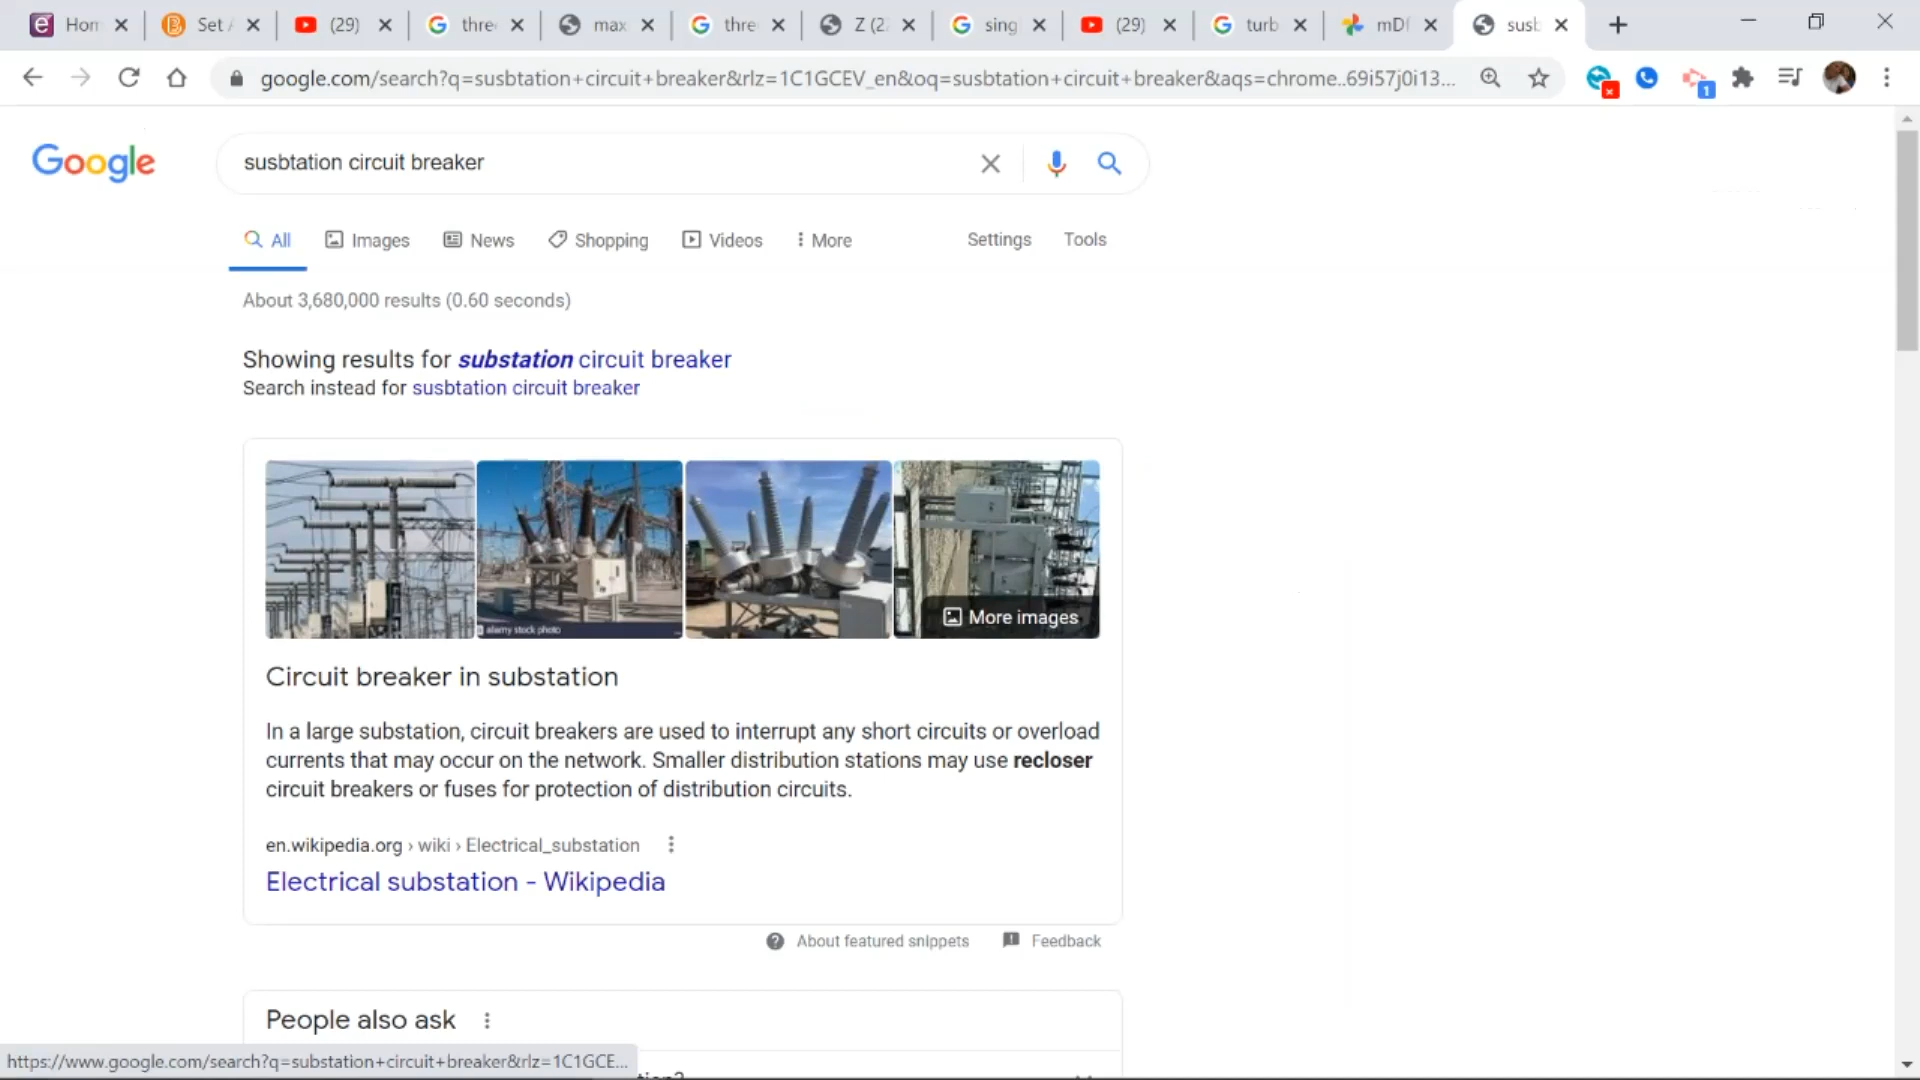 Hon
Set A
(29)
thre
max
thre
Z (2
sing
(29)
turb
mDf
susb
google.com/search?q=susbtation+circuit+breaker&rlz=1C1GCEV_en&oq=susbtation+circuit+breaker&aqs=chrome..69i57j0i13...
1
Google
susbtation circuit breaker
All
Images
News
Shopping
Videos
More
Settings
Tools
About 3,680,000 results (0.60 seconds)
Showing results for substation circuit breaker
Search instead for susbtation circuit breaker
alamy stock photo
More images
Circuit breaker in substation
In a large substation, circuit breakers are used to interrupt any short circuits or overload
currents that may occur on the network. Smaller distribution stations may use recloser
circuit breakers or fuses for protection of distribution circuits.
en.wikipedia.org › wiki › Electrical_substation
Electrical substation - Wikipedia
About featured snippets
Feedback
People also ask
https://www.google.com/search?q=substation+circuit+breaker&rlz=1C1GCE...